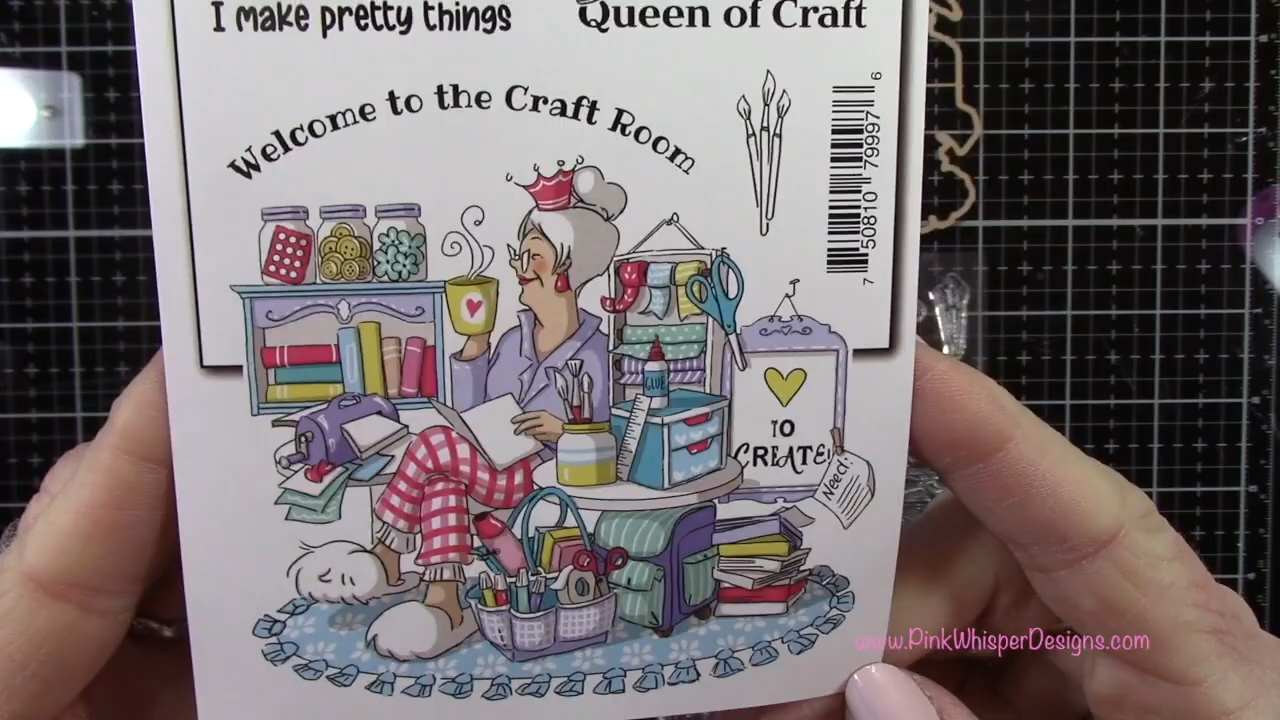 I make pretty things
Queen of Craft
Welcome to the Craft Room
7 50810 79997 6
GLUE
TO
CREATE!
Need:
www.PinkWhisperDesigns.com